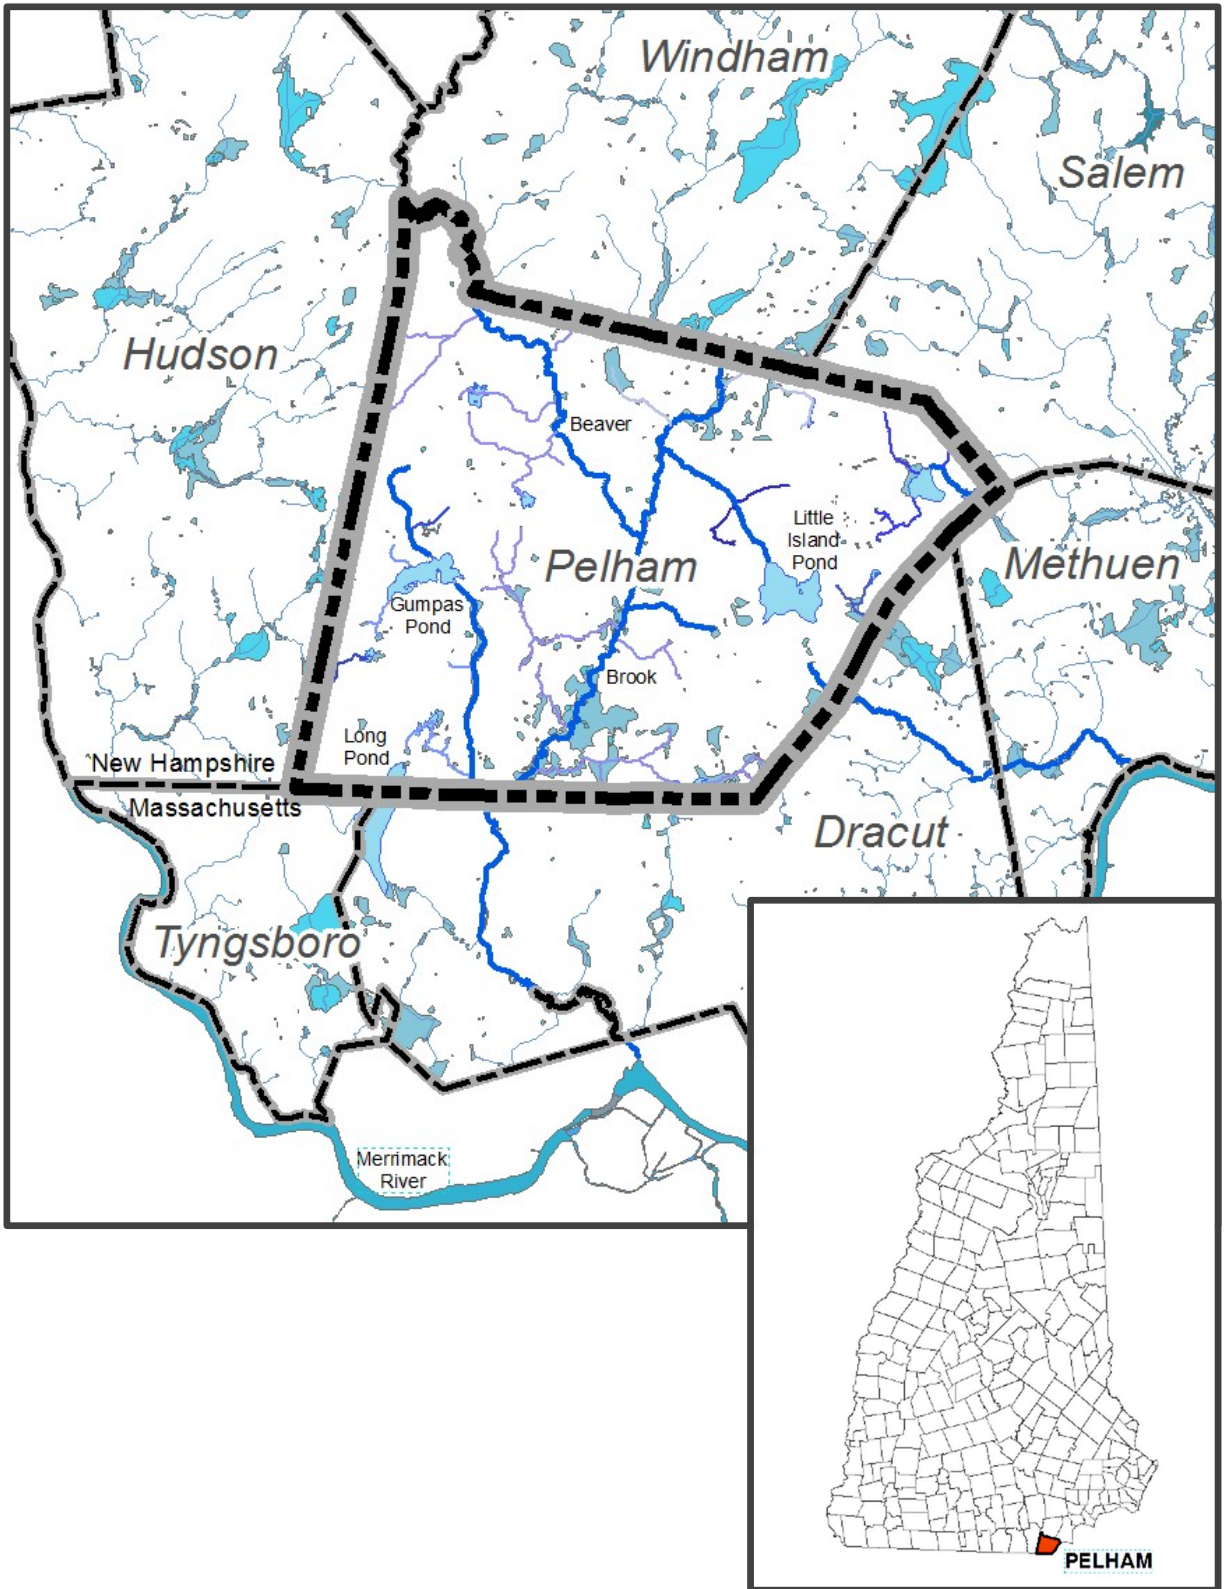 Windham
Salem
Hudson
Beaver
Little
Island
Pond
Pelham
Methuen
Gumpas
Pond
Brook
Long
Pond
New Hampshire
Massachusetts
Dracut
Tyngsboro
Merrimack
River
PELHAM